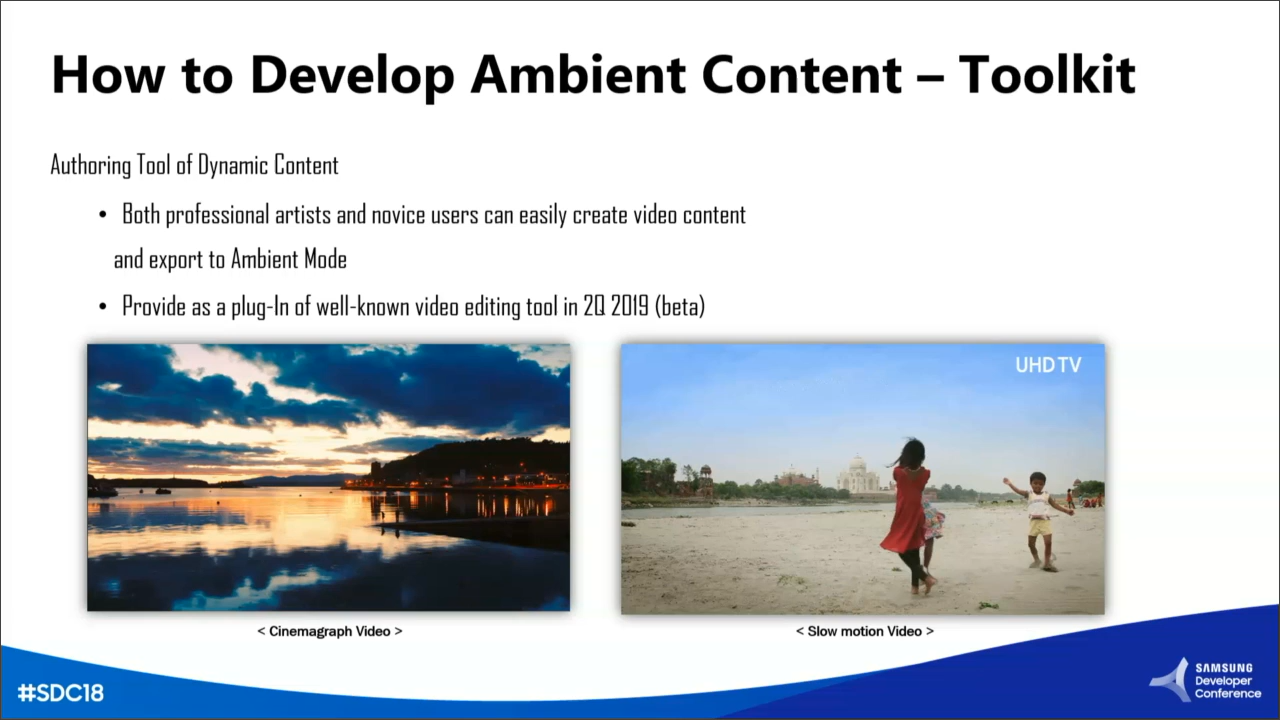 How to Develop Ambient Content – Toolkit
Authoring Tool of Dynamic Content
• Both professional artists and novice users can easily create video content
and export to Ambient Mode
• Provide as a plug-In of well-known video editing tool in 2Q 2019 (beta)
UHD TV
< Cinemagraph Video >
< Slow motion Video >
#SDC18
SAMSUNG
Developer
Conference